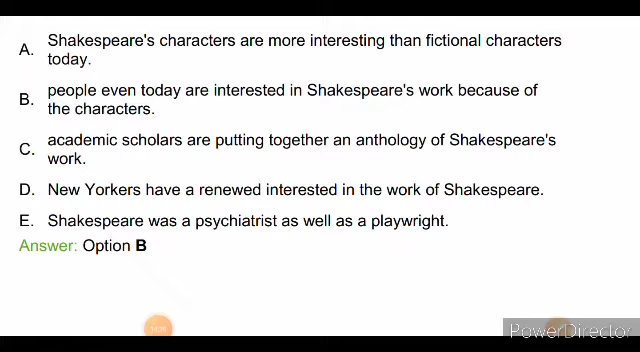 A. Shakespeare's characters are more interesting than fictional characters
today.
B. people even today are interested in Shakespeare's work because of
the characters.
C. academic scholars are putting together an anthology of Shakespeare's
work.
D. New Yorkers have a renewed interested in the work of Shakespeare.
E. Shakespeare was a psychiatrist as well as a playwright.
Answer: Option B
PowerDirector